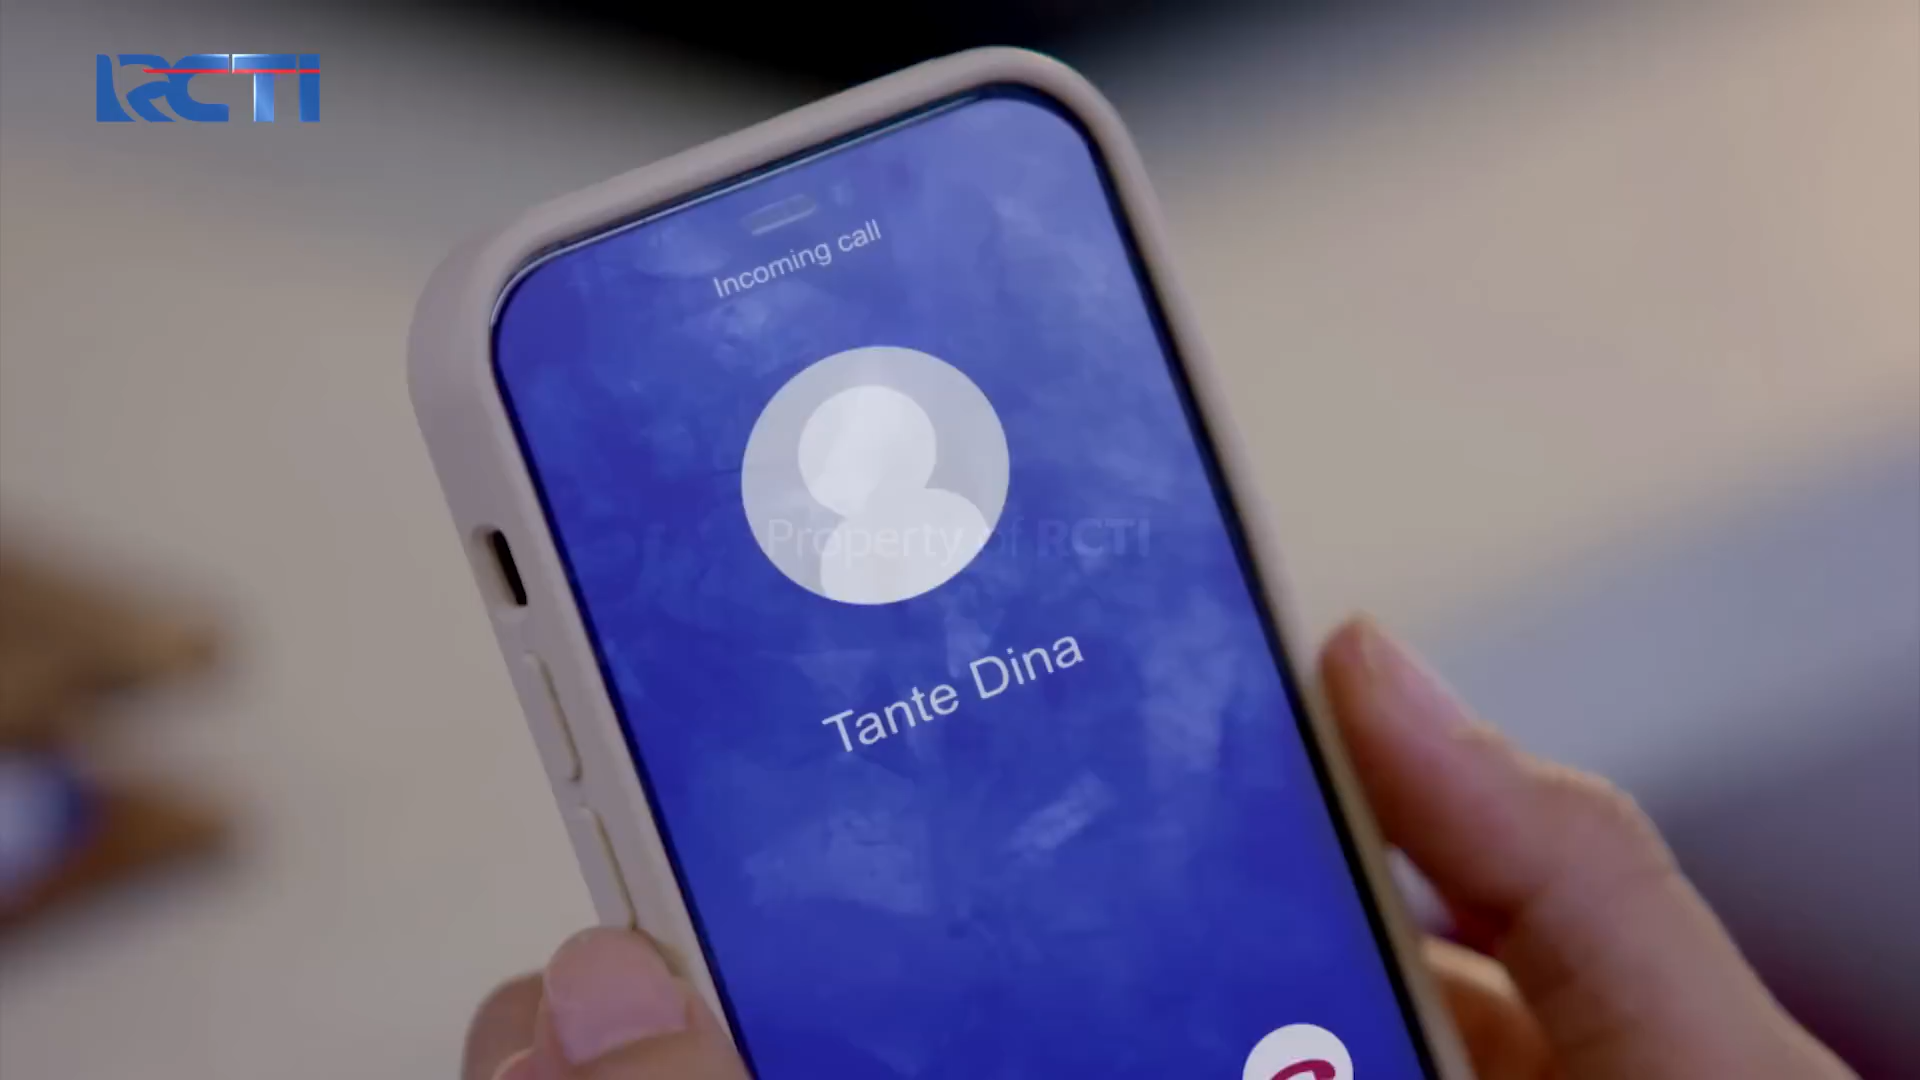 RCTI
Incoming call
Property of RCTI
Tante Dina